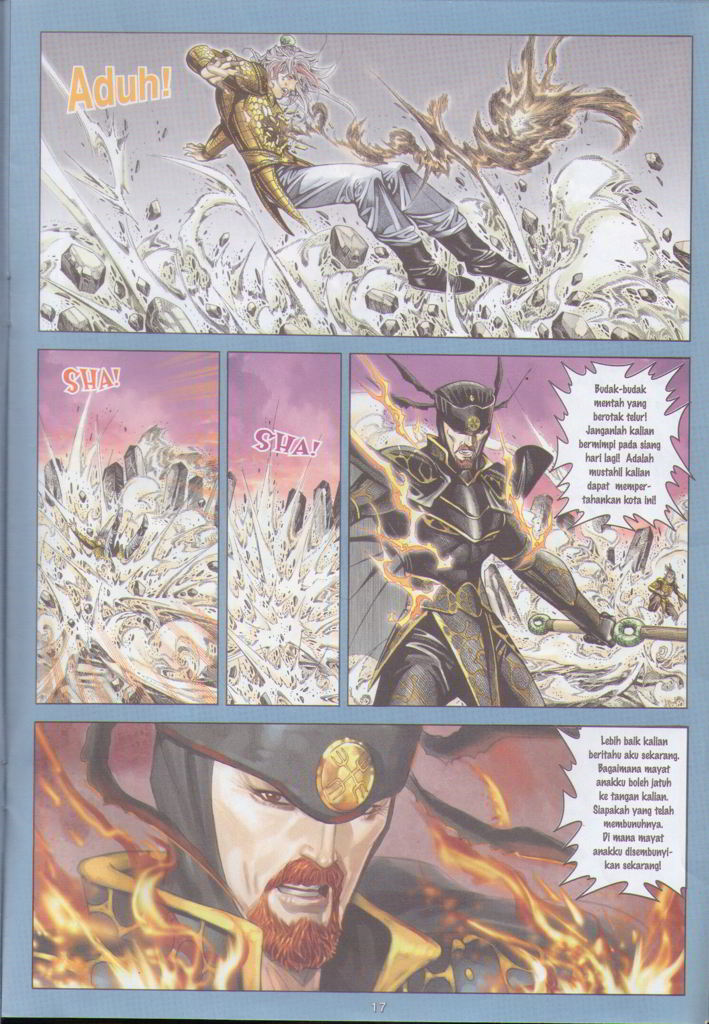 Aduh!
SHA!
SHA!
Budak-budak
mentah yang
berotak telur!
Janganlah kalian
bermimpi pada siang
hari lagi! Adalah
mustahil kalian
dapat memper-
tahankan kota ini!
Lebih baik kalian
beritahu aku sekarang.
Bagaimana mayat
anakku boleh jatuh
ke tangan kalian.
Siapakah yang telah
membunuhnya.
Di mana mayat
anakku disembunyi-
kan sekarang!
17